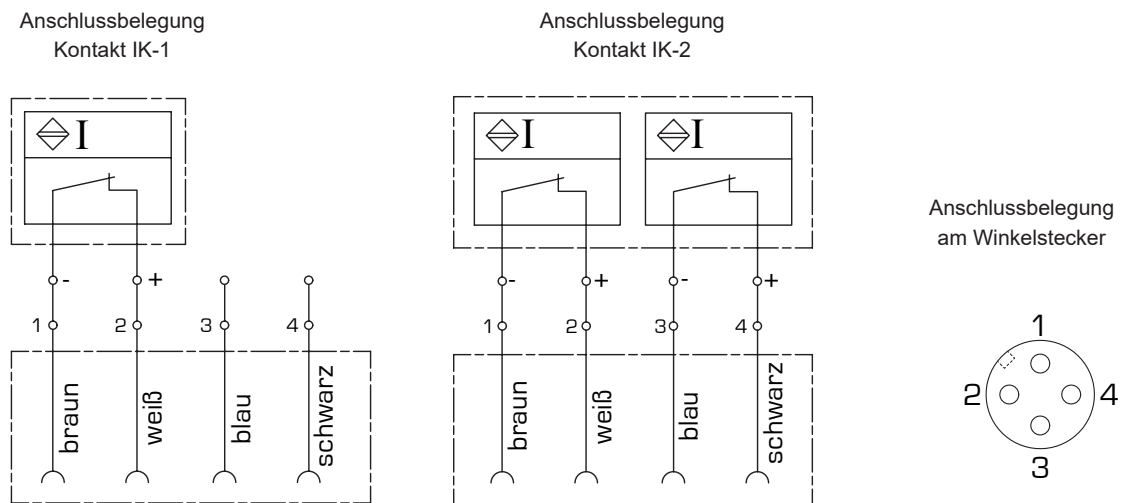 Anschlussbelegung
Kontakt IK-1
I
- +
1 2 3 4
braun weiß blau schwarz
Anschlussbelegung
Kontakt IK-2
I I
- + - +
1 2 3 4
braun weiß blau schwarz
Anschlussbelegung
am Winkelstecker
1
2 4
3